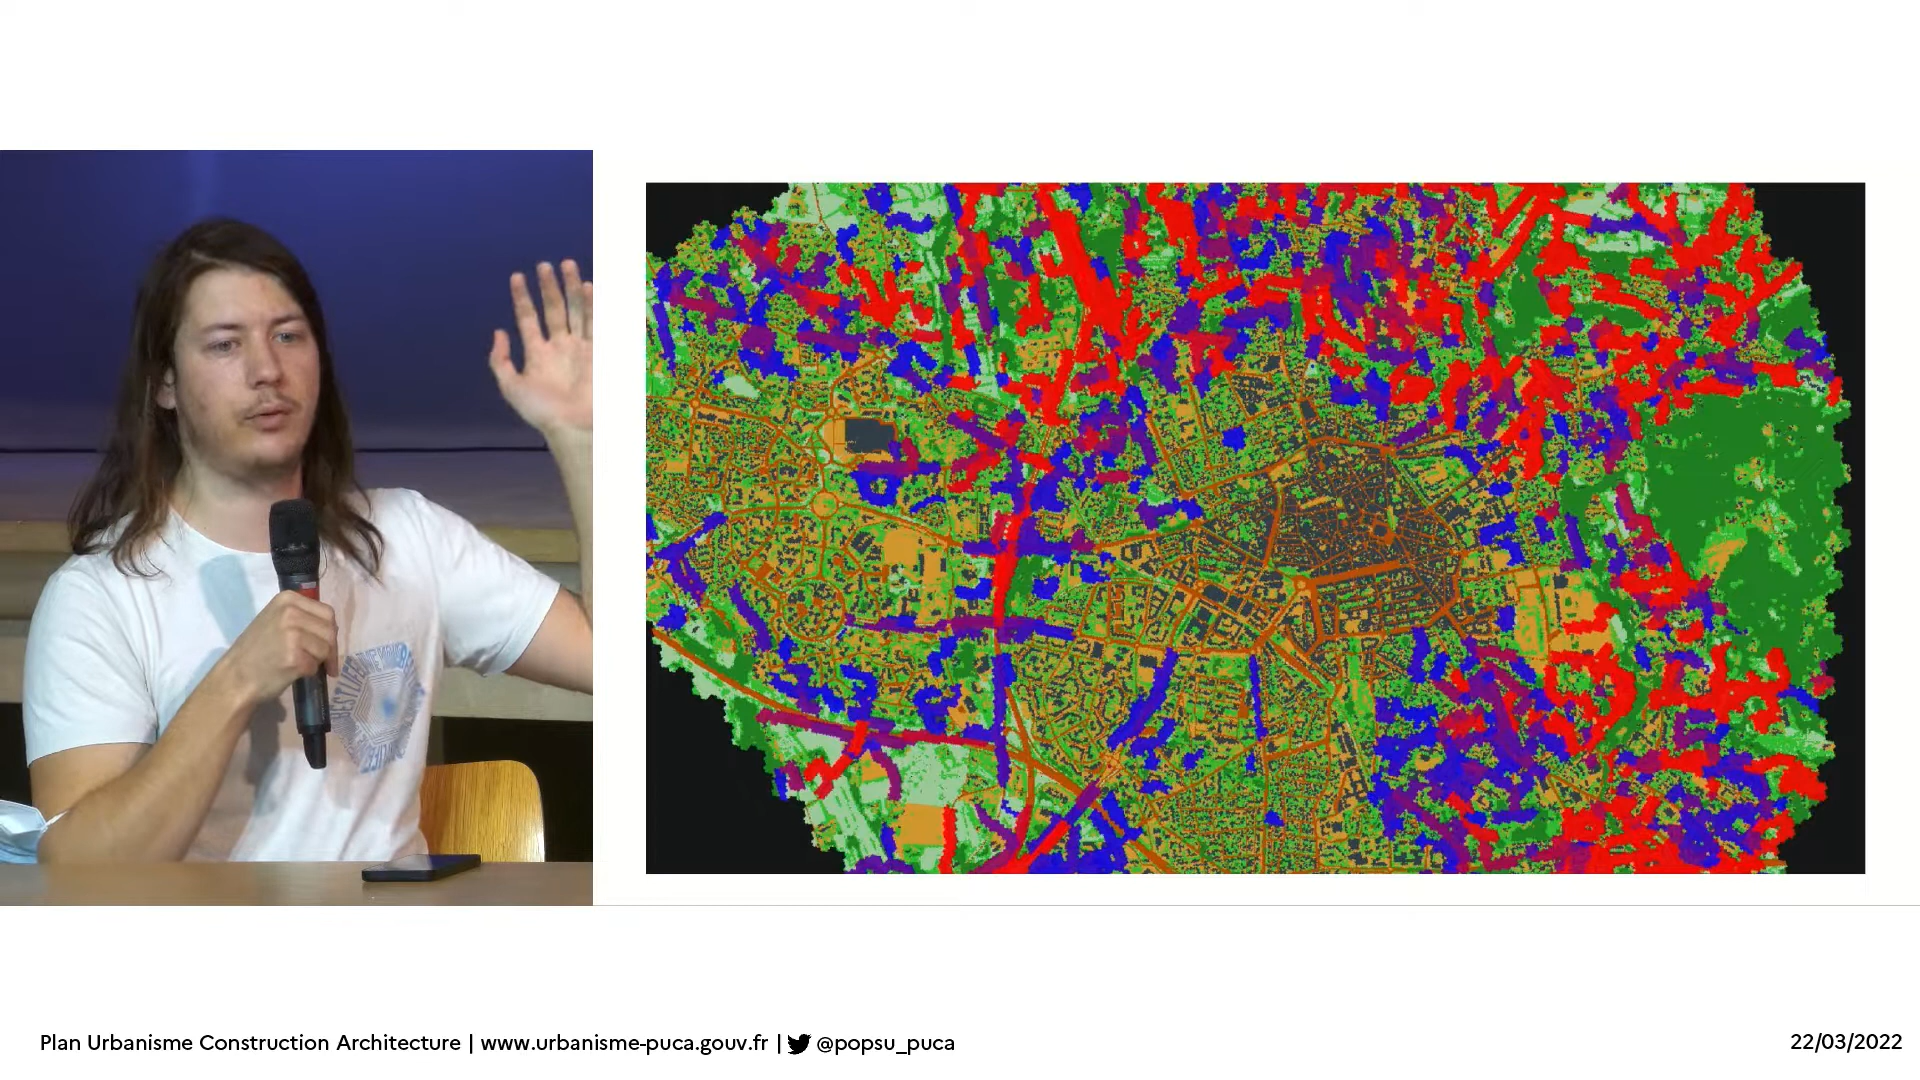 Plan Urbanisme Construction Architecture | www.urbanisme-puca.gouv.fr | @popsu_puca
22/03/2022